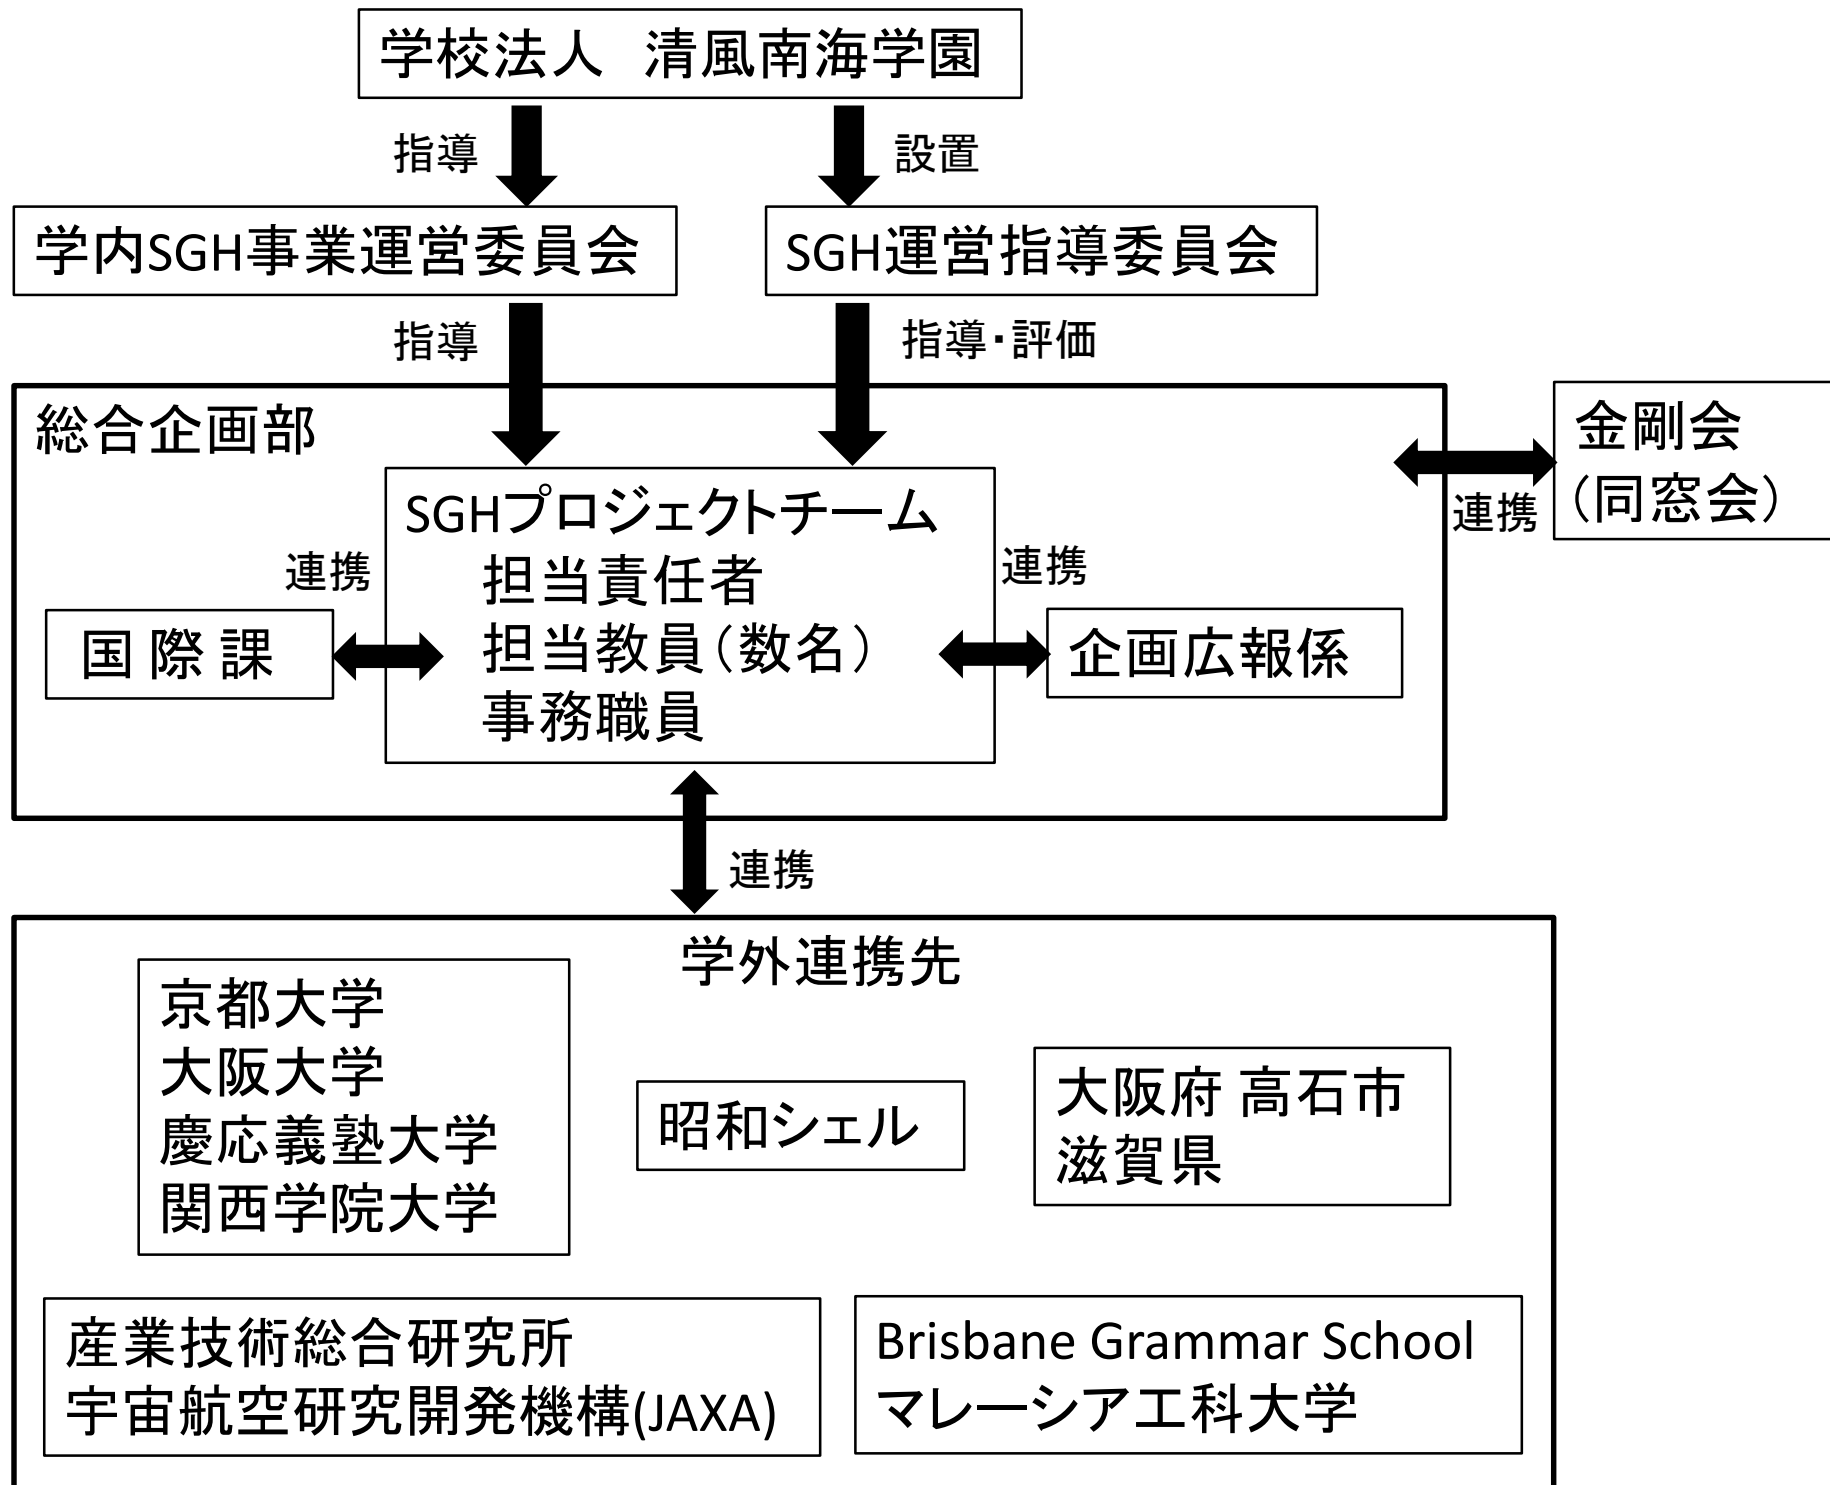 学校法人　清風南海学園
指導
設置
学内SGH事業運営委員会
SGH運営指導委員会
指導
指導・評価
総合企画部
金剛会
（同窓会）
連携
SGHプロジェクトチーム
担当責任者
担当教員（数名）
事務職員
連携
連携
国 際 課
企画広報係
連携
学外連携先
京都大学
大阪大学
慶応義塾大学
関西学院大学
昭和シェル
大阪府 高石市
滋賀県
産業技術総合研究所
宇宙航空研究開発機構(JAXA)
Brisbane Grammar School
マレーシア工科大学